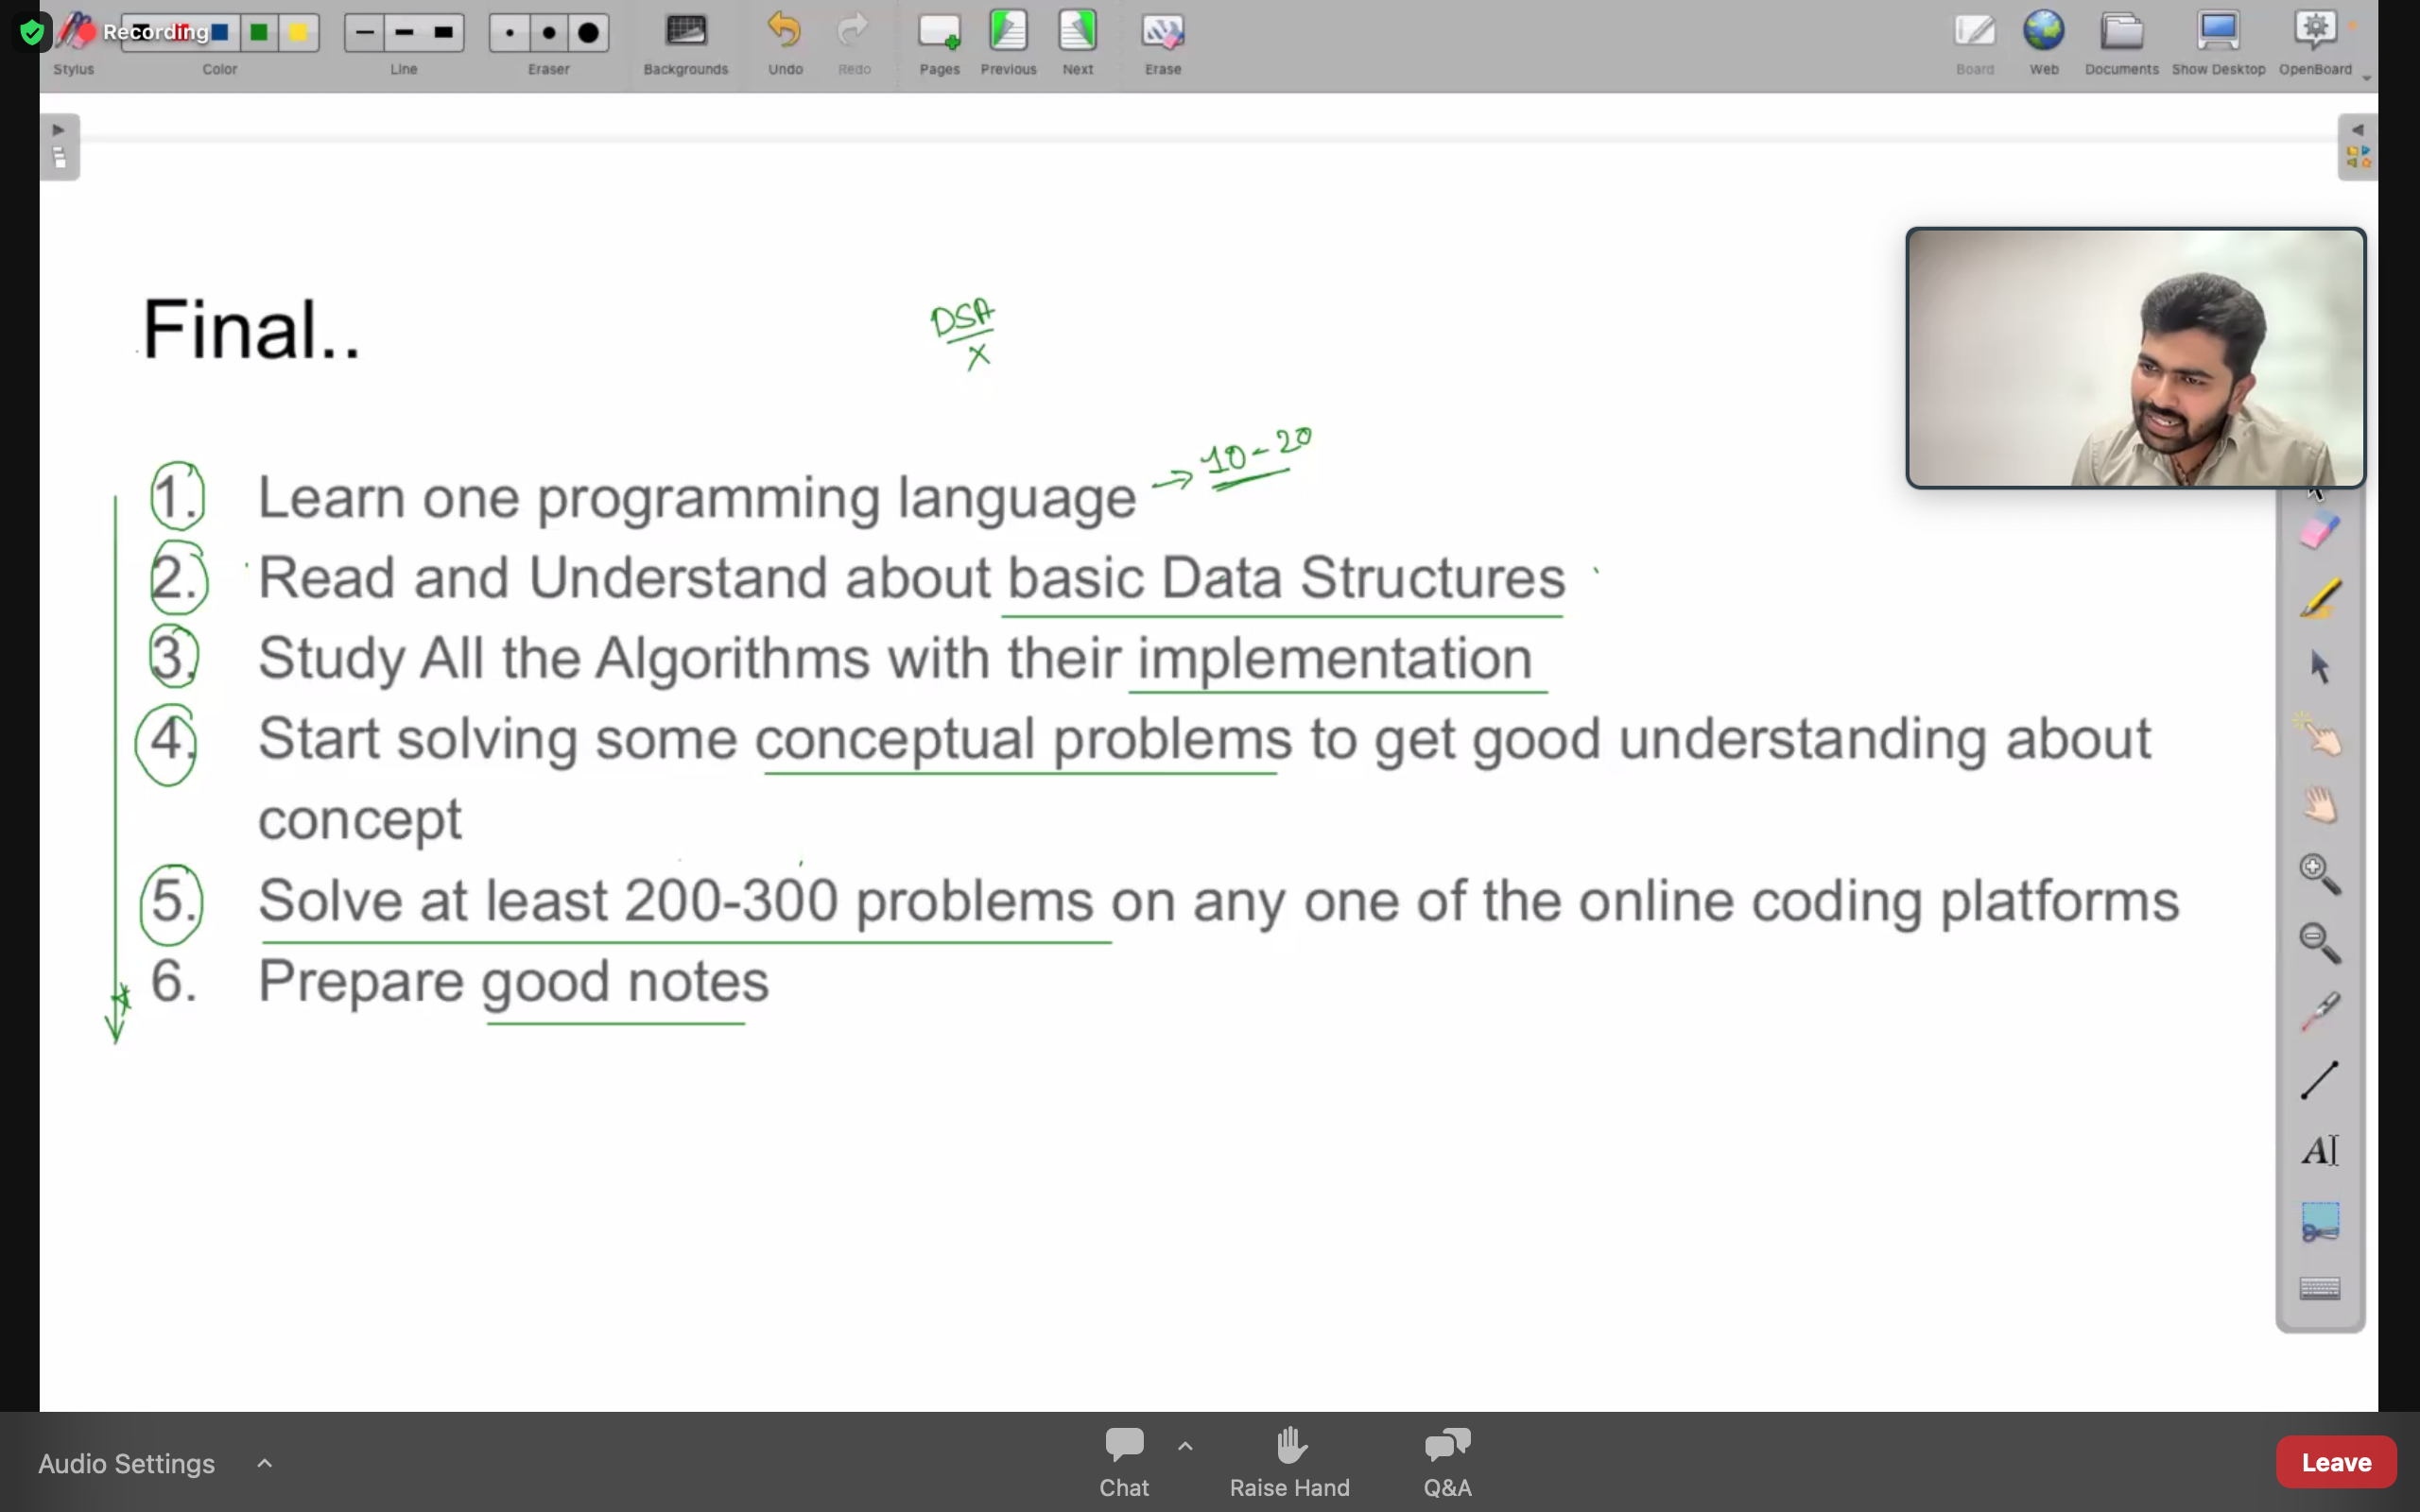 Recording
Stylus Color Line Eraser Backgrounds Undo Redo Pages Previous Next Erase Board Web Documents Show Desktop OpenBoard
Final..
DSA
x
1. Learn one programming language → 10-20
2. Read and Understand about basic Data Structures
3. Study All the Algorithms with their implementation
4. Start solving some conceptual problems to get good understanding about
concept
5. Solve at least 200-300 problems on any one of the online coding platforms
6. Prepare good notes
Audio Settings Chat Raise Hand Q&A Leave